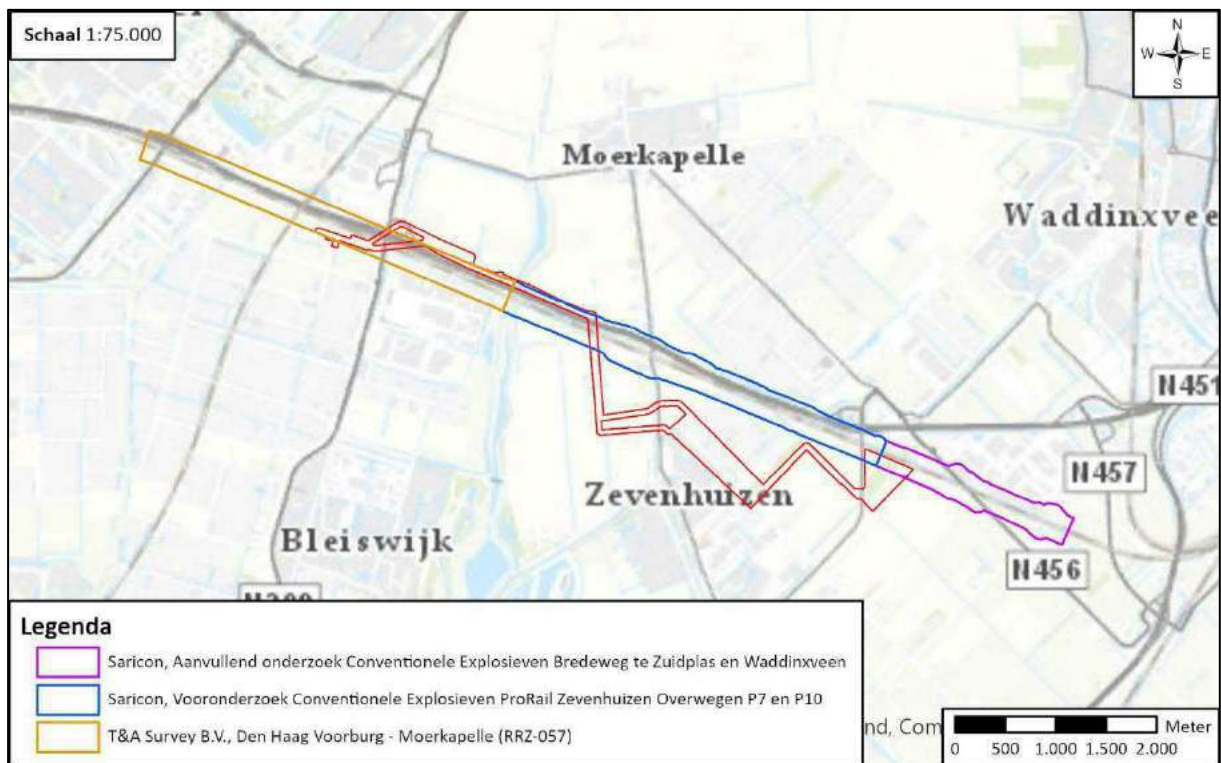 Schaal 1:75.000
N
W E
S
Moerkapelle
Waddinxvee
N451
N457
Zevenhuizen
Bleiswijk
N456
N209
Legenda
Saricon, Aanvullend onderzoek Conventionele Explosieven Bredeweg te Zuidplas en Waddinxveen
Saricon, Vooronderzoek Conventionele Explosieven ProRail Zevenhuizen Overwegen P7 en P10
T&A Survey B.V., Den Haag Voorburg - Moerkapelle (RRZ-057)
nd, Com
Meter
0 500 1.000 1.500 2.000